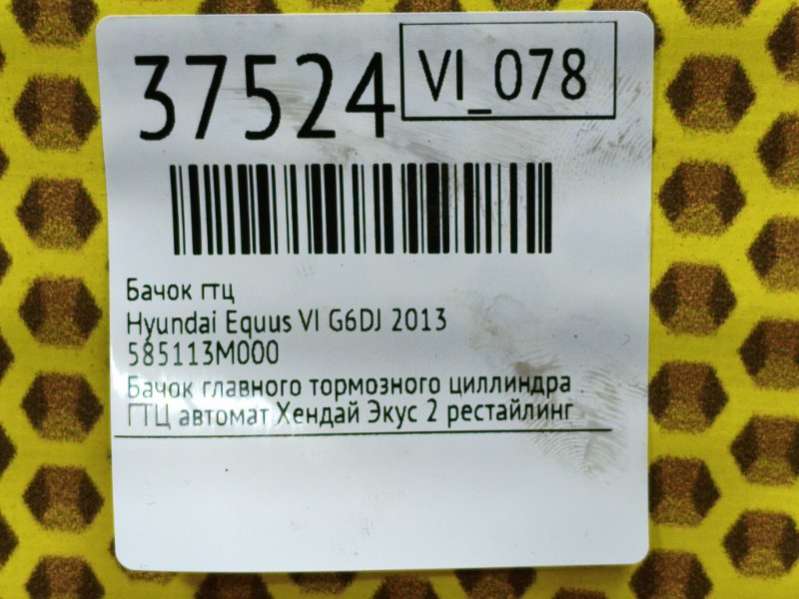 37524
VI_078
Бачок гтц
Hyundai Equus VI G6DJ 2013
585113M000
Бачок главного тормозного циллиндра
ГТЦ автомат Хендай Экус 2 рестайлинг